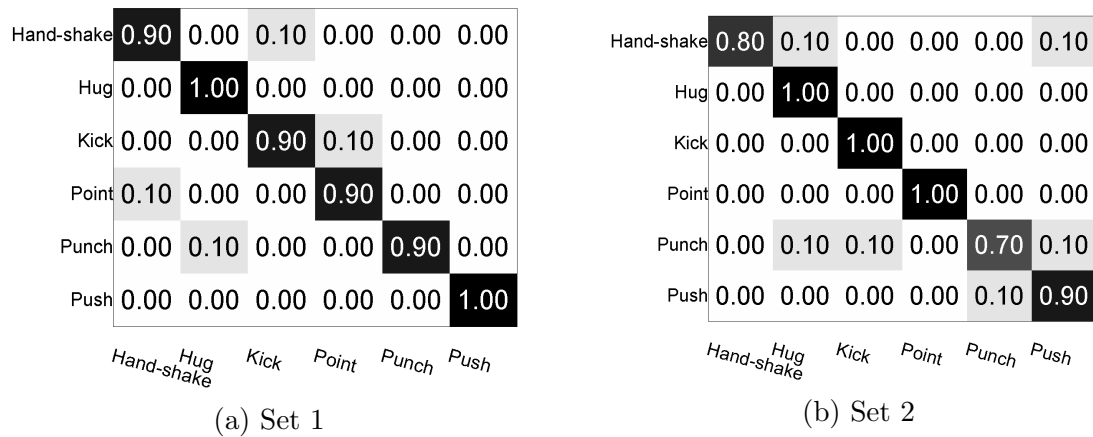 Hand-shake 0.90 0.00 0.10 0.00 0.00 0.00
Hug 0.00 1.00 0.00 0.00 0.00 0.00
Kick 0.00 0.00 0.90 0.10 0.00 0.00
Point 0.10 0.00 0.00 0.90 0.00 0.00
Punch 0.00 0.10 0.00 0.00 0.90 0.00
Push 0.00 0.00 0.00 0.00 0.00 1.00
Hand-shake Hug Kick Point Punch Push
(a) Set 1
Hand-shake 0.80 0.10 0.00 0.00 0.00 0.10
Hug 0.00 1.00 0.00 0.00 0.00 0.00
Kick 0.00 0.00 1.00 0.00 0.00 0.00
Point 0.00 0.00 0.00 1.00 0.00 0.00
Punch 0.00 0.10 0.10 0.00 0.70 0.10
Push 0.00 0.00 0.00 0.00 0.10 0.90
Hand-shake Hug Kick Point Punch Push
(b) Set 2